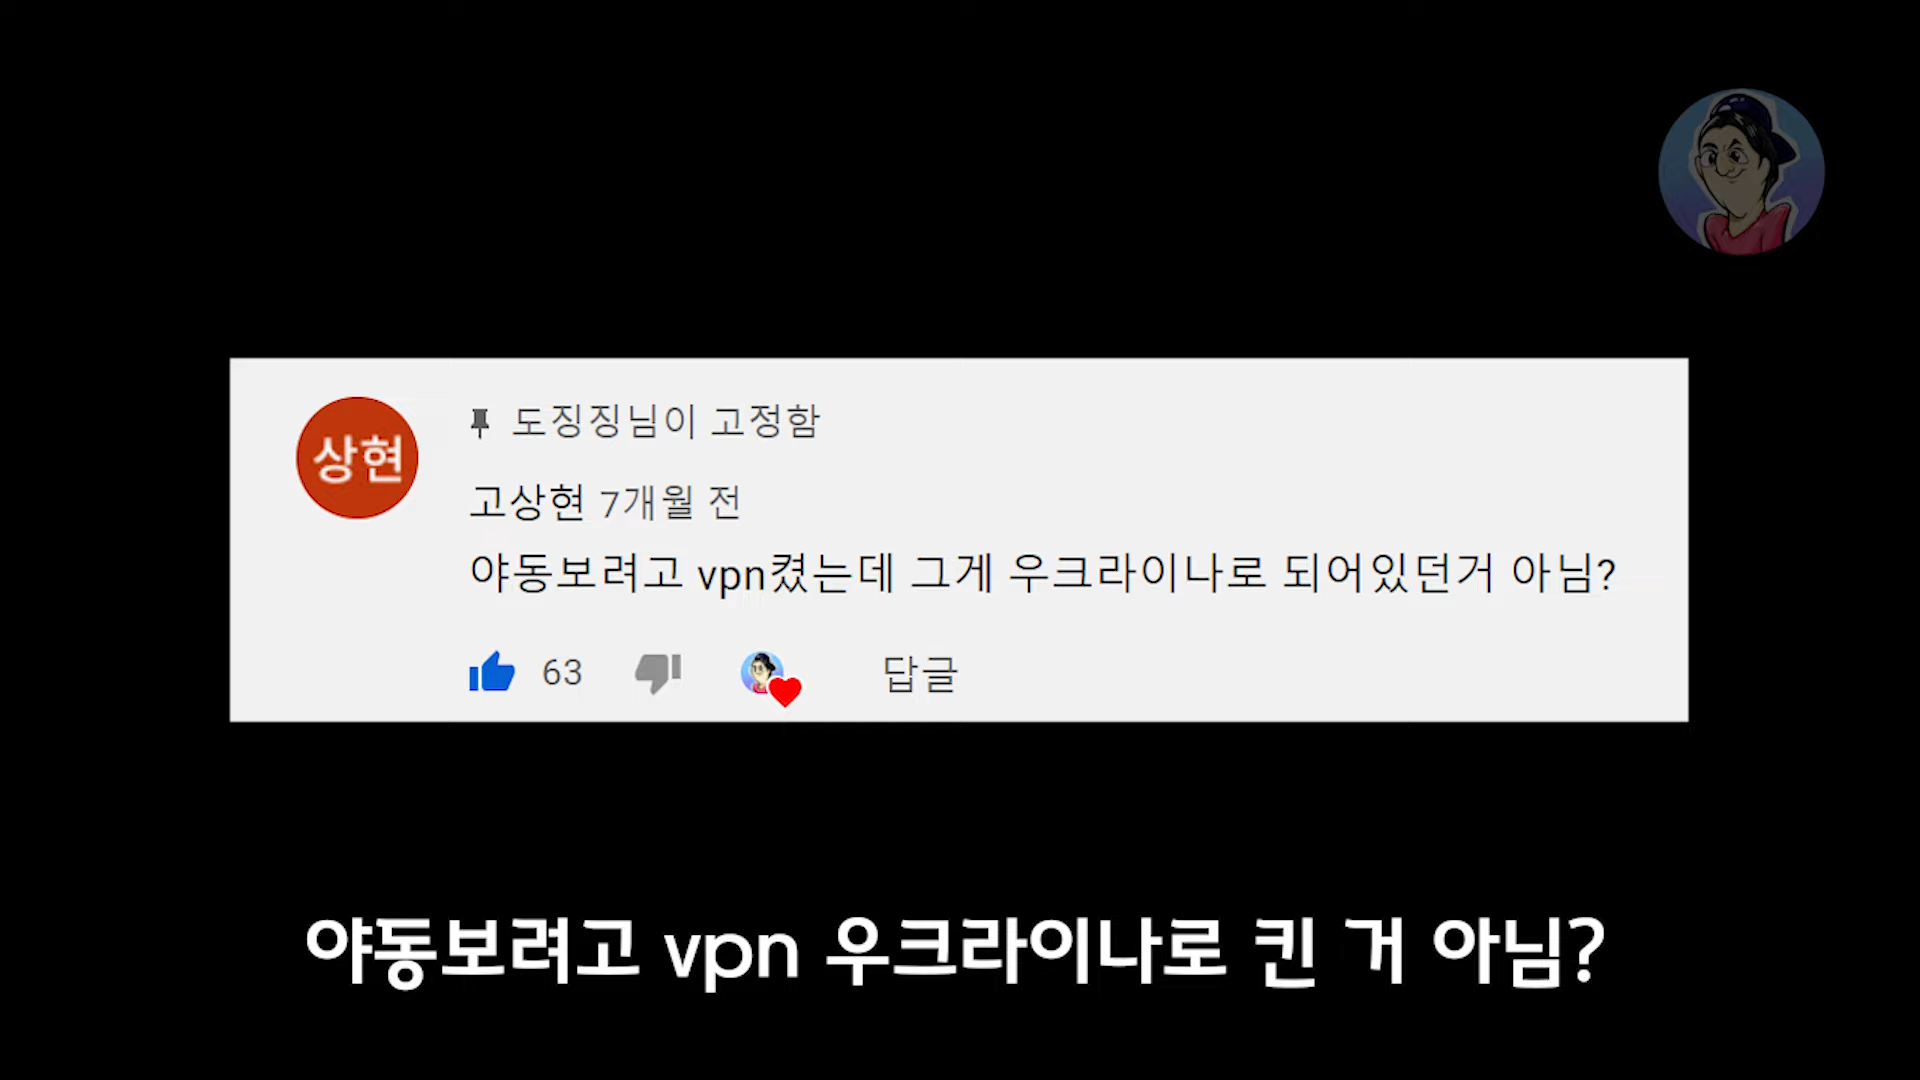 도징징님이 고정함
상현
고상현 7개월 전
야동보려고 vpn켰는데 그게 우크라이나로 되어있던거 아님?
63
답글
야동보려고 vpn 우크라이나로 킨 거 아님?